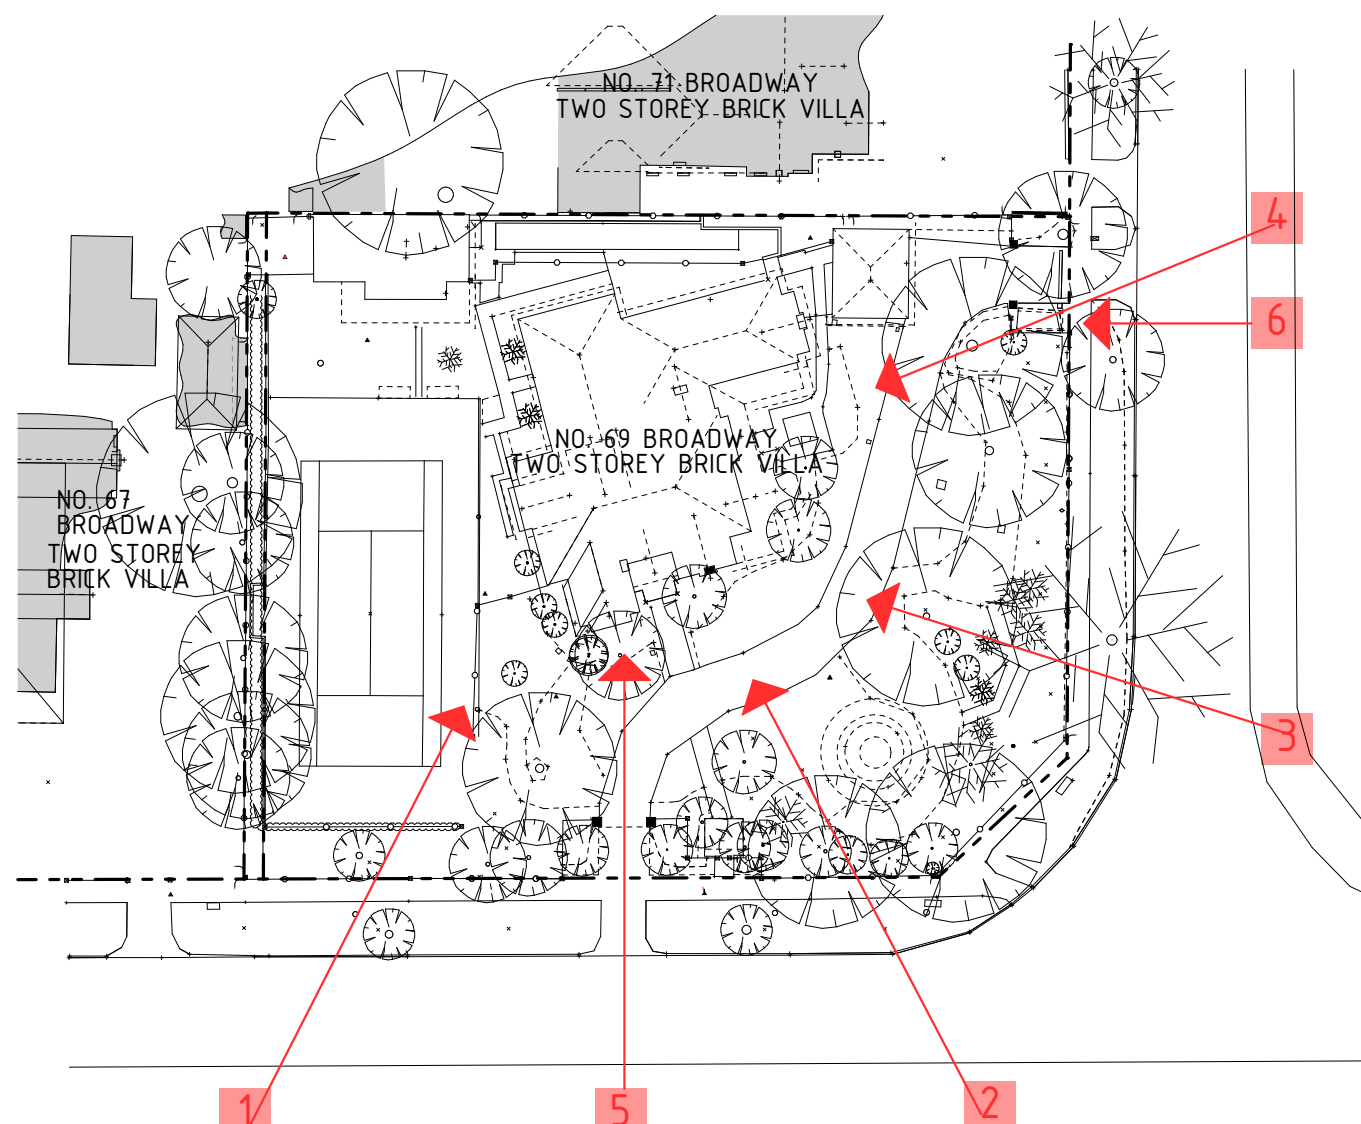 NO. 71 BROADWAY
TWO STOREY BRICK VILLA
4
6
NO. 69 BROADWAY
TWO STOREY BRICK VILLA
NO. 67
BROADWAY
TWO STOREY
BRICK VILLA
3
1
5
2